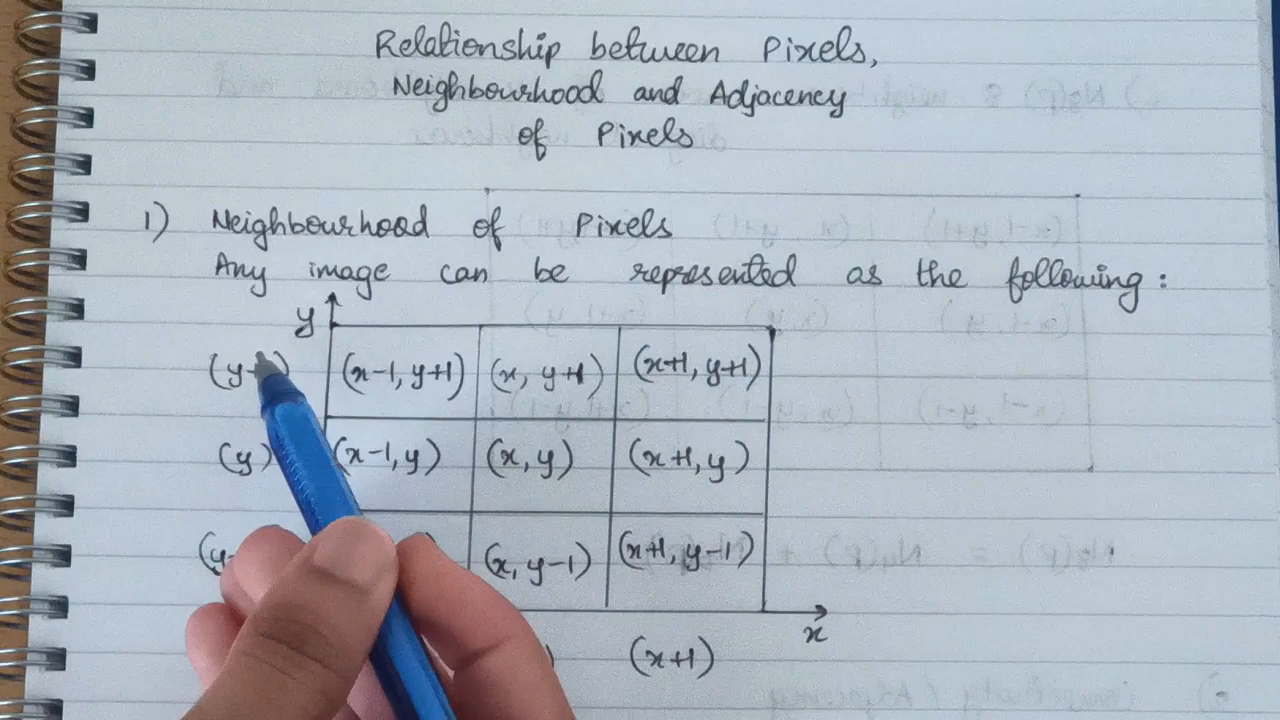 Relationship between Pixels,
Neighbourhood and Adjacency
of Pixels
1) Neighbourhood of Pixels
Any image can be represented as the following:
y
(x-1, y+1) (x, y+1) (x+1, y+1)
(y) (x-1, y) (x, y) (x+1, y)
(x, y-1) (x+1, y-1)
x
(x+1)